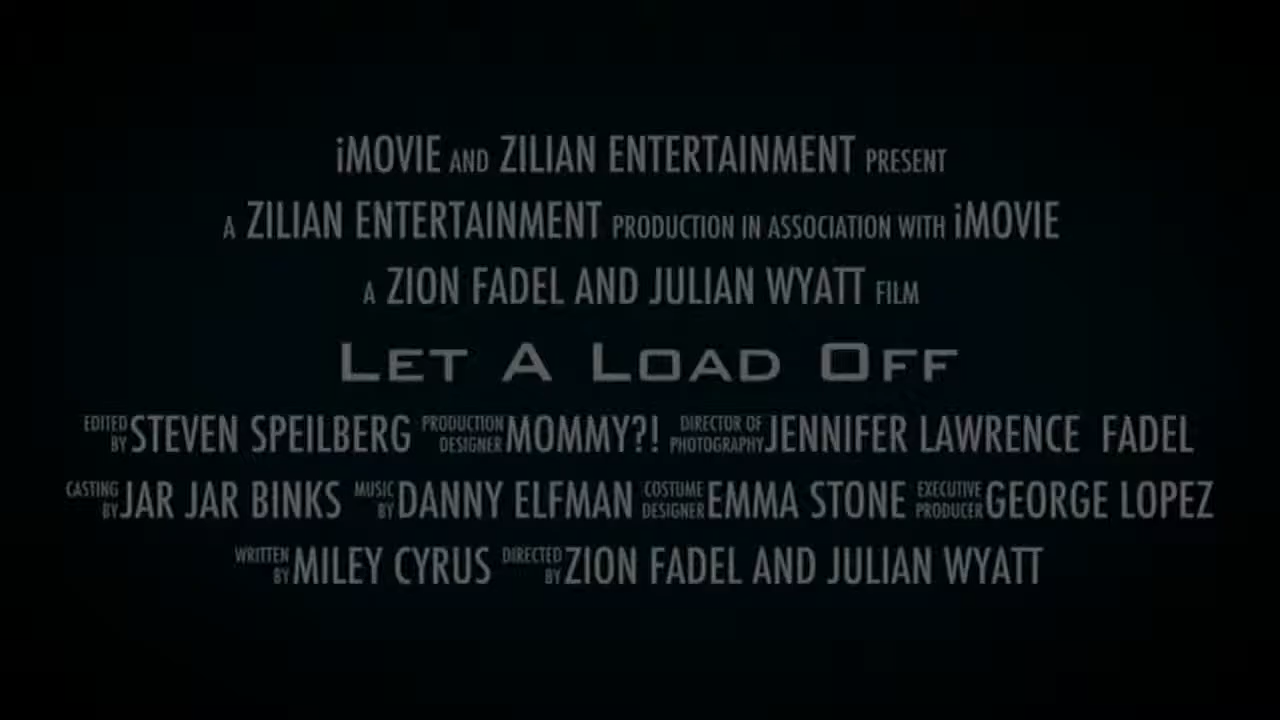 iMOVIE AND ZILIAN ENTERTAINMENT PRESENT
A ZILIAN ENTERTAINMENT PRODUCTION IN ASSOCIATION WITH iMOVIE
A ZION FADEL AND JULIAN WYATT FILM
LET A LOAD OFF
EDITED BY STEVEN SPEILBERG PRODUCTION DESIGNER MOMMY?! DIRECTOR OF PHOTOGRAPHY JENNIFER LAWRENCE FADEL
CASTING BY JAR JAR BINKS MUSIC BY DANNY ELFMAN COSTUME DESIGNER EMMA STONE EXECUTIVE PRODUCER GEORGE LOPEZ
WRITTEN BY MILEY CYRUS DIRECTED BY ZION FADEL AND JULIAN WYATT